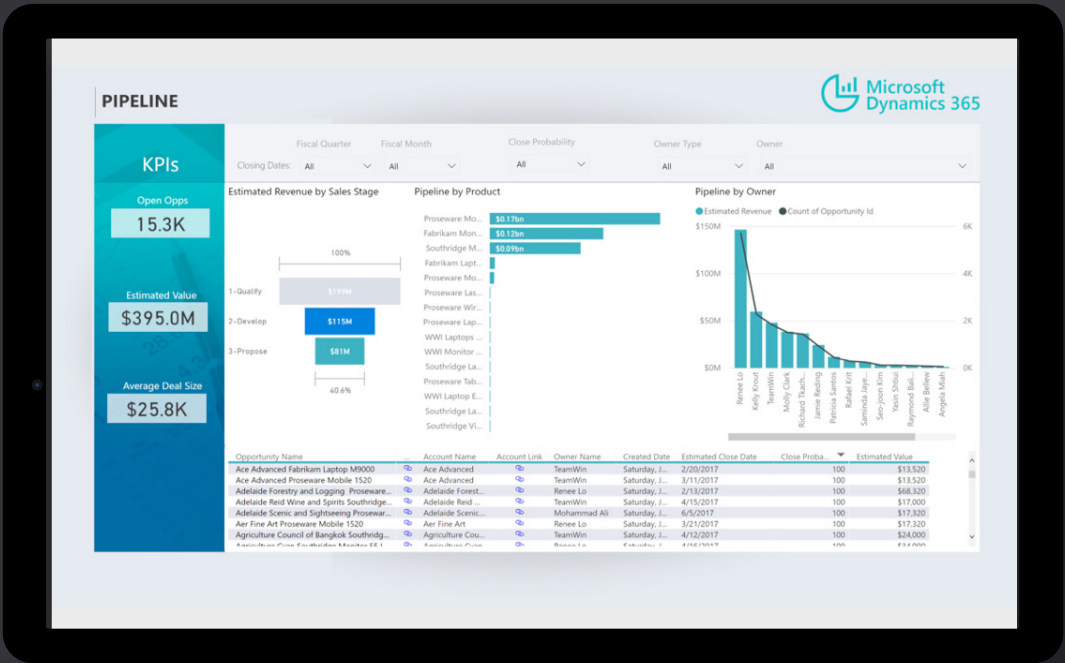 PIPELINE
Microsoft
Dynamics 365
KPIs
Open Opps
15.3K
Estimated Value
$395.0M
Average Deal Size
$25.8K
Fiscal Quarter Fiscal Month Close Probability Owner Type Owner
Closing Dates: All All All All All
Estimated Revenue by Sales Stage
100%
1-Qualify $199M
2-Develop $115M
3-Propose $81M
40.6%
Pipeline by Product
Proseware Mo... $0.17bn
Fabrikam Mon... $0.12bn
Southridge M... $0.09bn
Fabrikam Lapt...
Proseware Mo...
Proseware Las...
Proseware Wir...
Proseware Lap...
WWI Laptops ...
WWI Monitor ...
Southridge La...
Proseware Tab...
WWI Laptop E...
Southridge La...
Southridge Vi...
Pipeline by Owner
Estimated Revenue Count of Opportunity Id
$150M 6K
$100M 4K
$50M 2K
$0M 0K
Renee Lo
Kelly Krout
TeamWin
Molly Clark
Richard Tkach...
Jamie Reding
Patricia Santos
Rafael Kritt
Saminda Jaye...
Seo-joon Kim
Yasin Shtiui
Raymond Bali...
Allie Bellew
Angela Miah
Opportunity Name ... Account Name Account Link Owner Name Created Date Estimated Close Date Close Proba... Estimated Value
Ace Advanced Fabrikam Laptop M9000 Ace Advanced TeamWin Saturday, J... 2/20/2017 100 $13,520
Ace Advanced Proseware Mobile 1520 Ace Advanced TeamWin Saturday, J... 3/11/2017 100 $13,520
Adelaide Forestry and Logging Proseware... Adelaide Forest... Renee Lo Saturday, J... 2/13/2017 100 $68,320
Adelaide Reid Wine and Spirits Southridge... Adelaide Reid ... TeamWin Saturday, J... 4/15/2017 100 $17,000
Adelaide Scenic and Sightseeing Prosewar... Adelaide Scenic... Mohammad Ali Saturday, J... 6/5/2017 100 $17,320
Aer Fine Art Proseware Mobile 1520 Aer Fine Art Renee Lo Saturday, J... 3/21/2017 100 $17,320
Agriculture Council of Bangkok Southridg... Agriculture Cou... TeamWin Saturday, J... 4/12/2017 100 $24,000